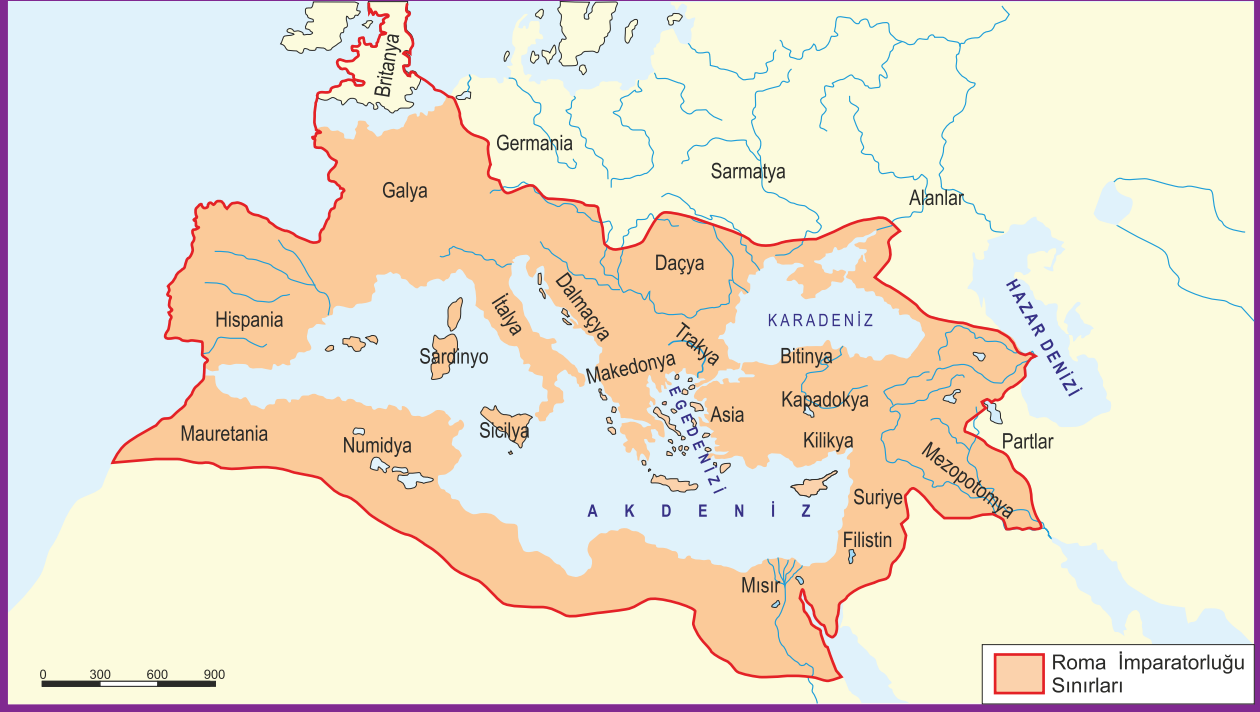 Britanya
Germania
Sarmatya
Galya
Alanlar
Daçya
Hispania
İtalya
Dalmaçya
HAZAR DENİZİ
KARADENİZ
Trakya
Sardinyo
Makedonya
Bitinya
Kapadokya
Asia
EGE DENİZİ
Mauretania
Numidya
Sicilya
Kilikya
Partlar
Mezopotomya
Suriye
AKDENİZ
Filistin
Mısır
0 300 600 900
Roma İmparatorluğu
Sınırları